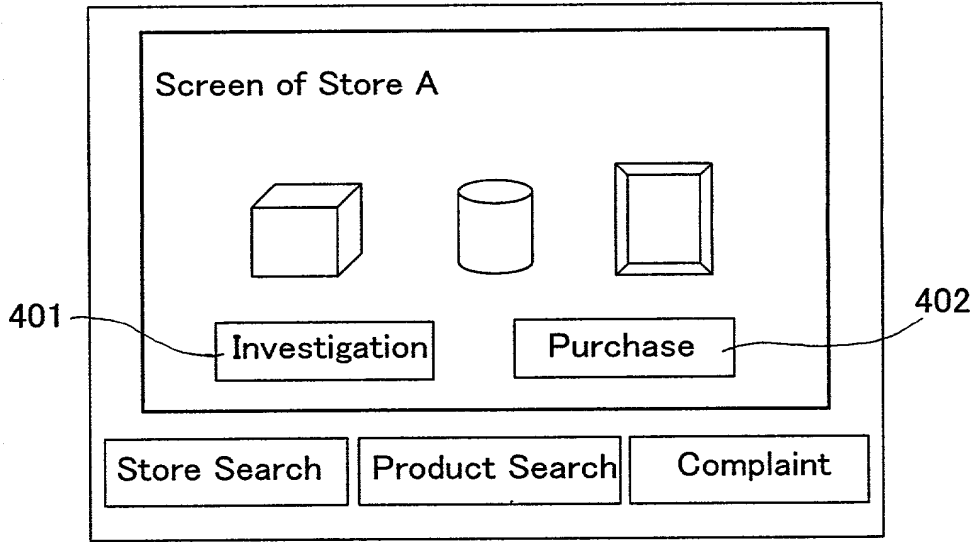 Screen of Store A
401
Investigation
Purchase
402
Store Search
Product Search
Complaint